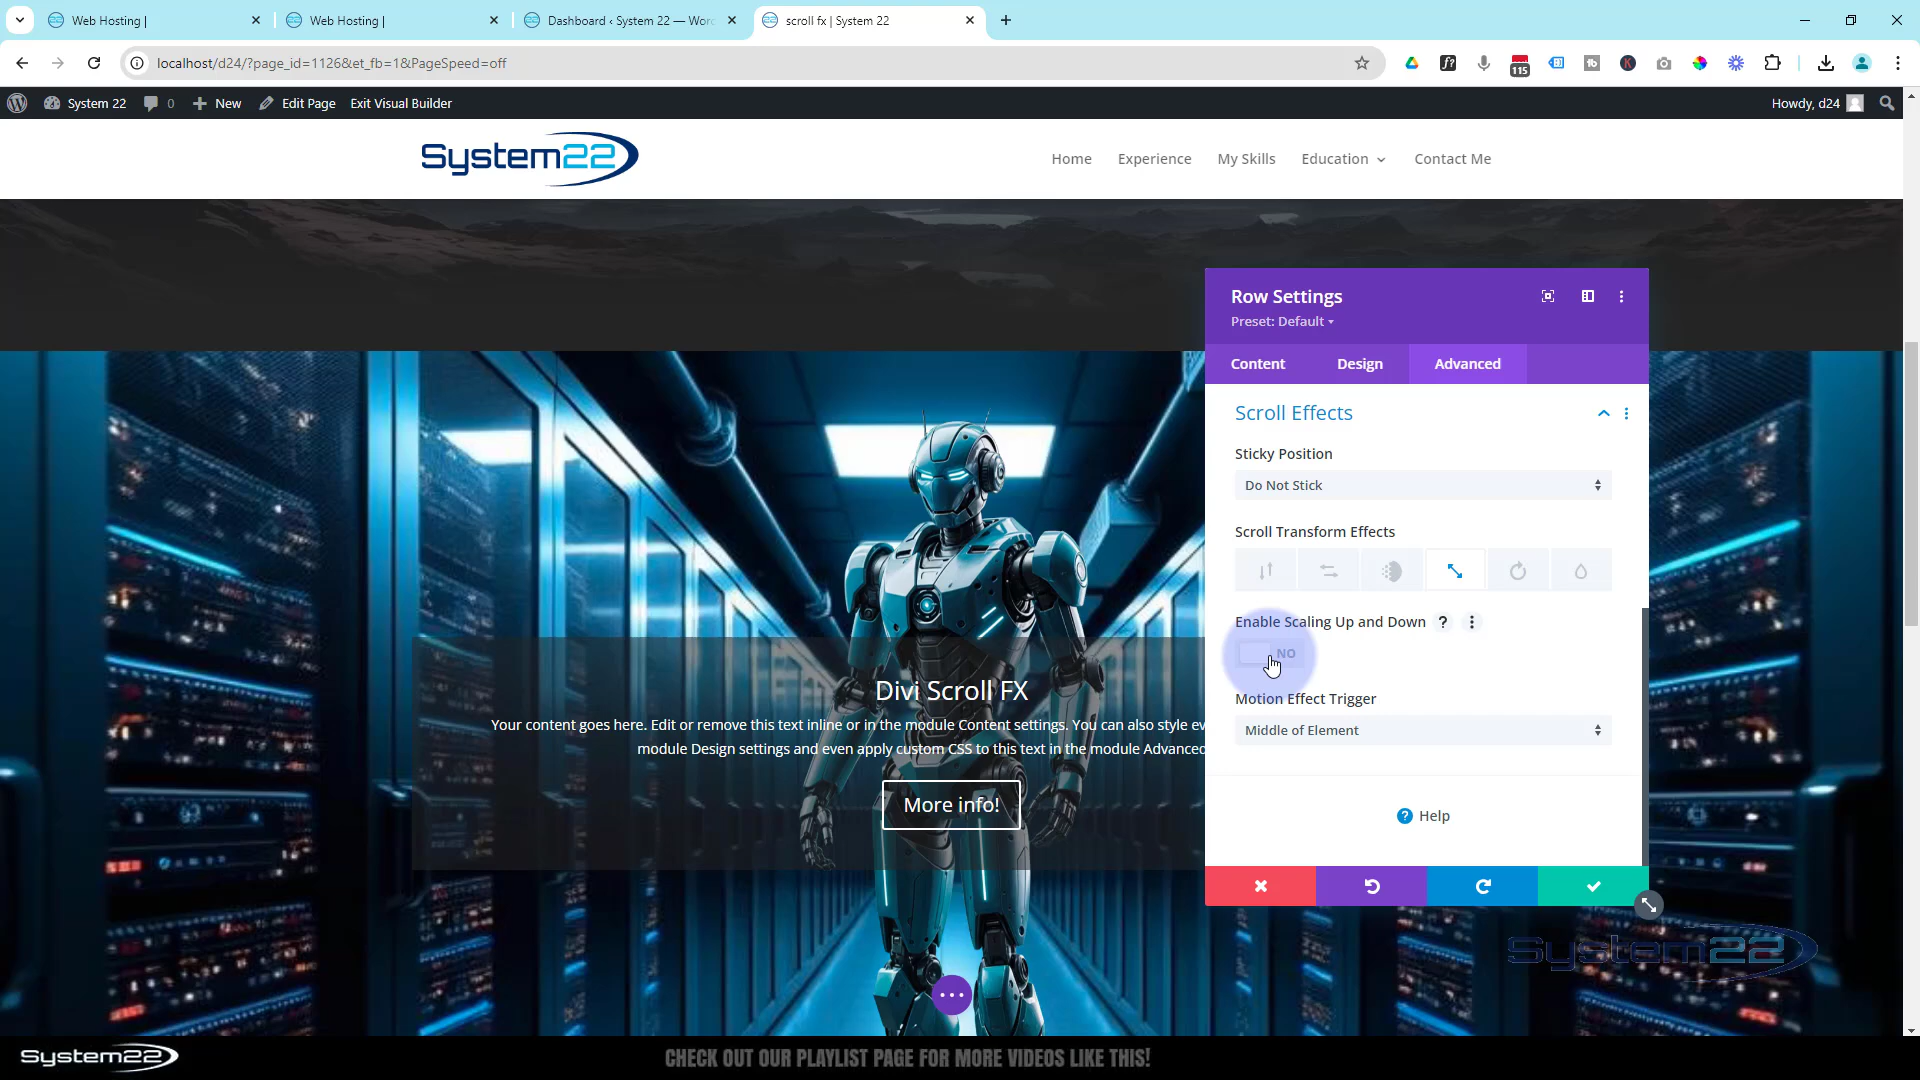 Web Hosting |
Web Hosting |
Dashboard ‹ System 22 — Wor
scroll fx | System 22
localhost/d24/?page_id=1126&et_fb=1&PageSpeed=off
115
System 22
0
New
Edit Page
Exit Visual Builder
Howdy, d24
System22
Home
Experience
My Skills
Education
Contact Me
Row Settings
Preset: Default
Content
Design
Advanced
Scroll Effects
Sticky Position
Do Not Stick
Scroll Transform Effects
Enable Scaling Up and Down ?
NO
Motion Effect Trigger
Middle of Element
? Help
Divi Scroll FX
Your content goes here. Edit or remove this text inline or in the module Content settings. You can also style ev
module Design settings and even apply custom CSS to this text in the module Advanced
More info!
System22
System22
CHECK OUT OUR PLAYLIST PAGE FOR MORE VIDEOS LIKE THIS!